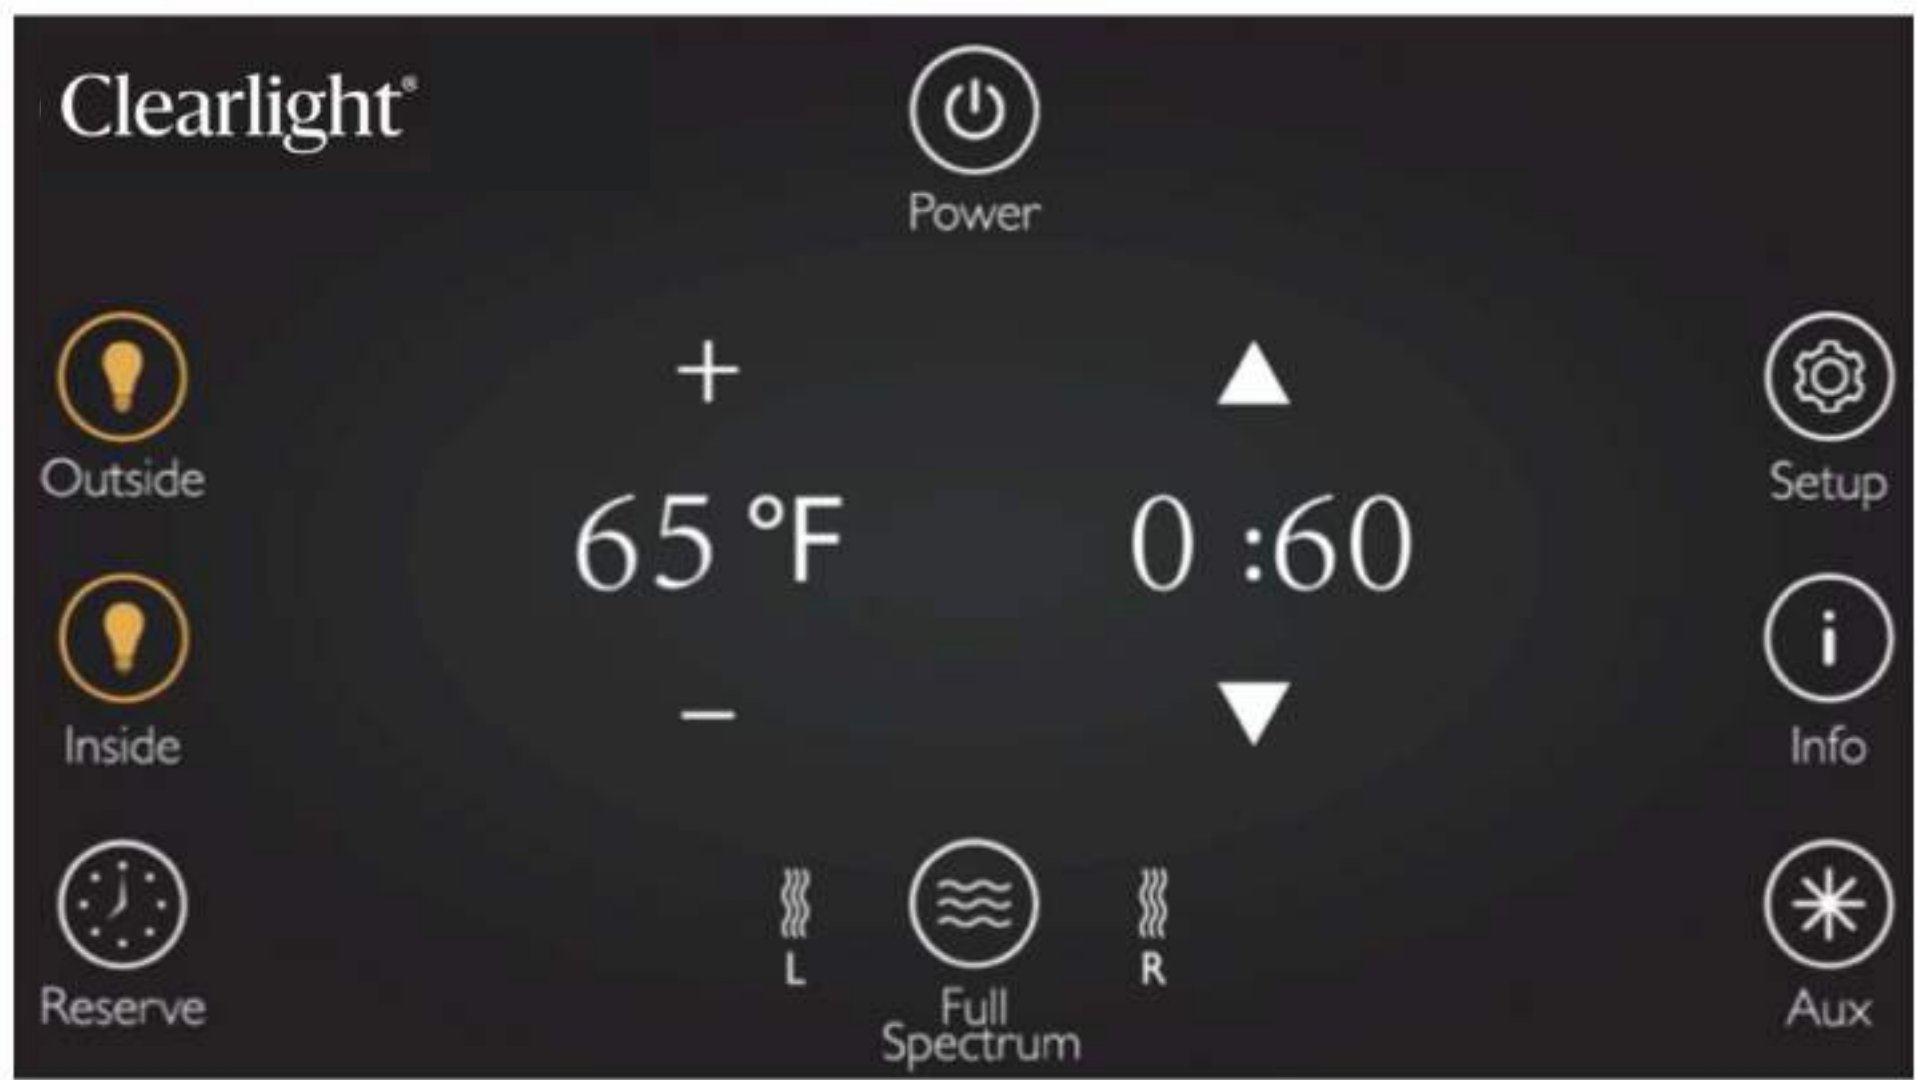 Clearlight®
Power
Outside
Setup
+
65 °F
0 :60
Inside
−
Info
L
R
Reserve
Full
Spectrum
Aux